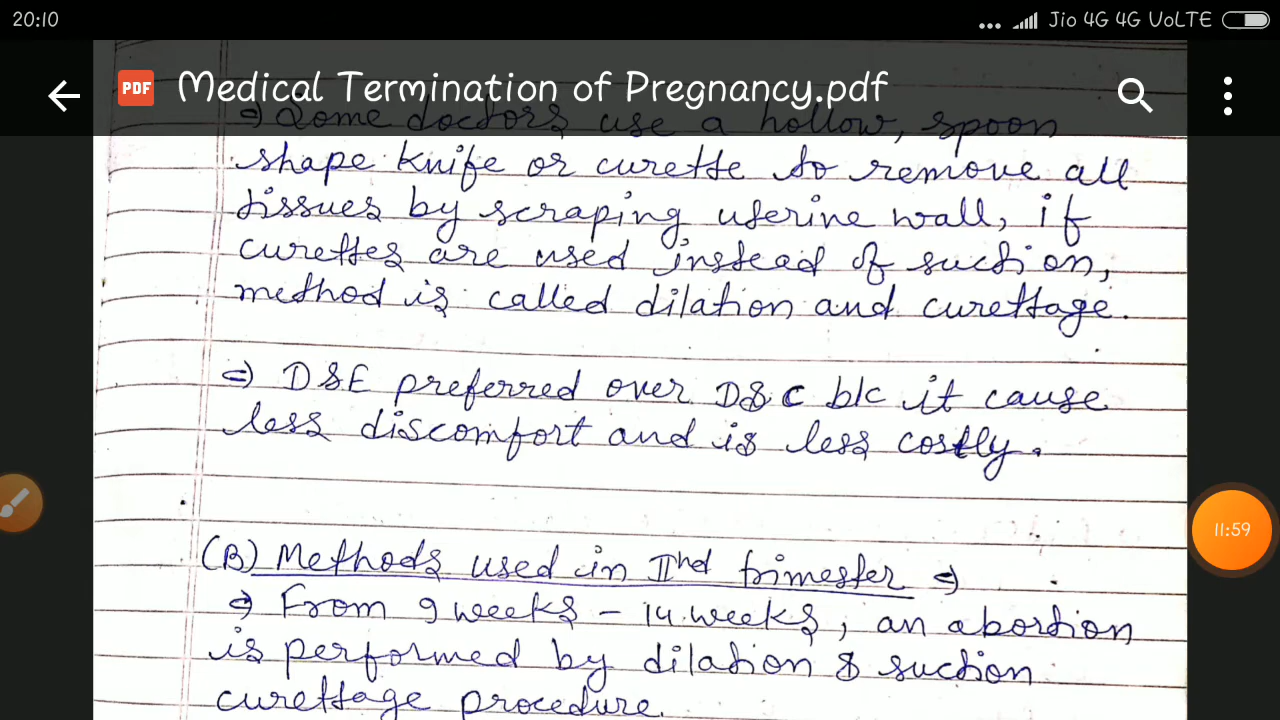 20:10
... Jio 4G 4G VoLTE
PDF Medical Termination of Pregnancy.pdf
⇒ Some doctors use a hollow, spoon
shape knife or curette to remove all
tissues by scraping uterine wall, if
curettes are used instead of suction,
method is called dilation and curettage.
⇒ D&E preferred over D&C b/c it cause
less discomfort and is less costly.
11:59
(B) Methods used in IInd trimester ⇒
⇒ From 9 weeks – 14 weeks, an abortion
is performed by dilation & suction
curettage procedure.